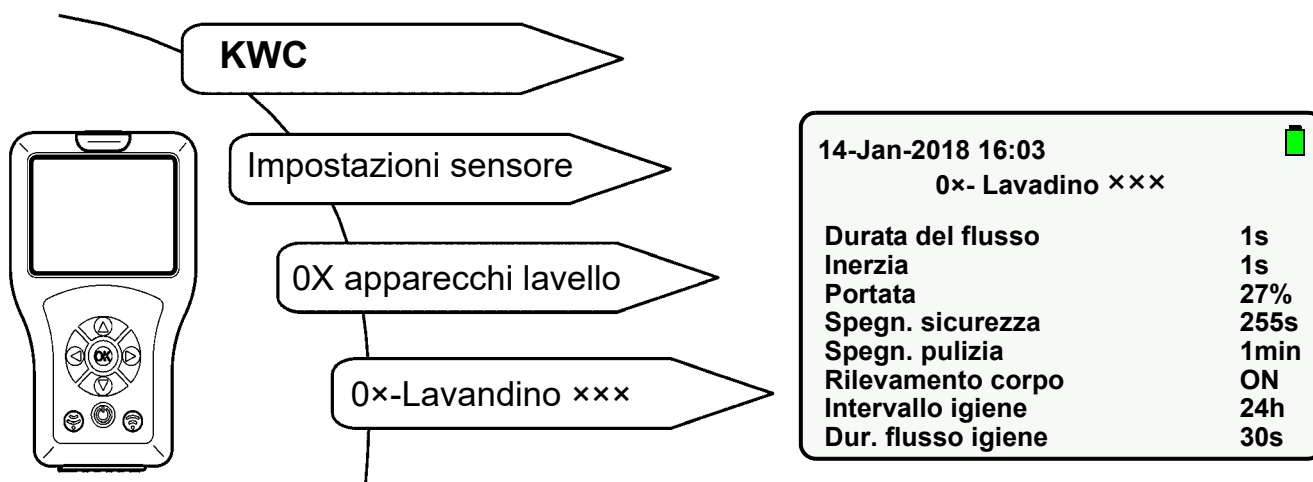 KWC
Impostazioni sensore
0X apparecchi lavello
0×-Lavandino ×××
OK
14-Jan-2018 16:03
0×- Lavadino ×××
Durata del flusso 1s
Inerzia 1s
Portata 27%
Spegn. sicurezza 255s
Spegn. pulizia 1min
Rilevamento corpo ON
Intervallo igiene 24h
Dur. flusso igiene 30s